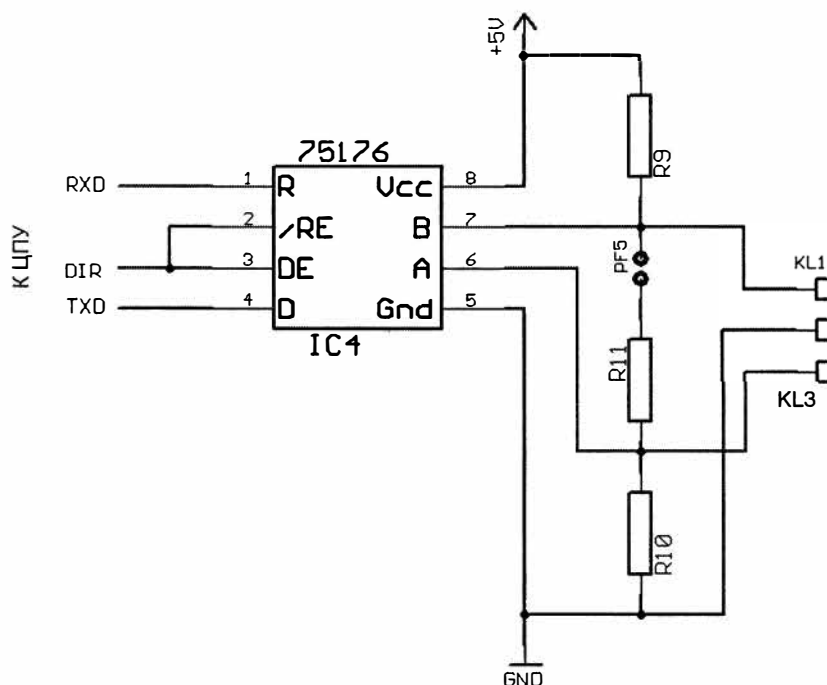 +5V
75176
R9
RXD 1 R Vcc 8
2 /RE B 7
К ЦПУ
DIR 3 DE A 6
PF5
KL1
TXD 4 D Gnd 5
IC4
R11
KL3
R10
GND